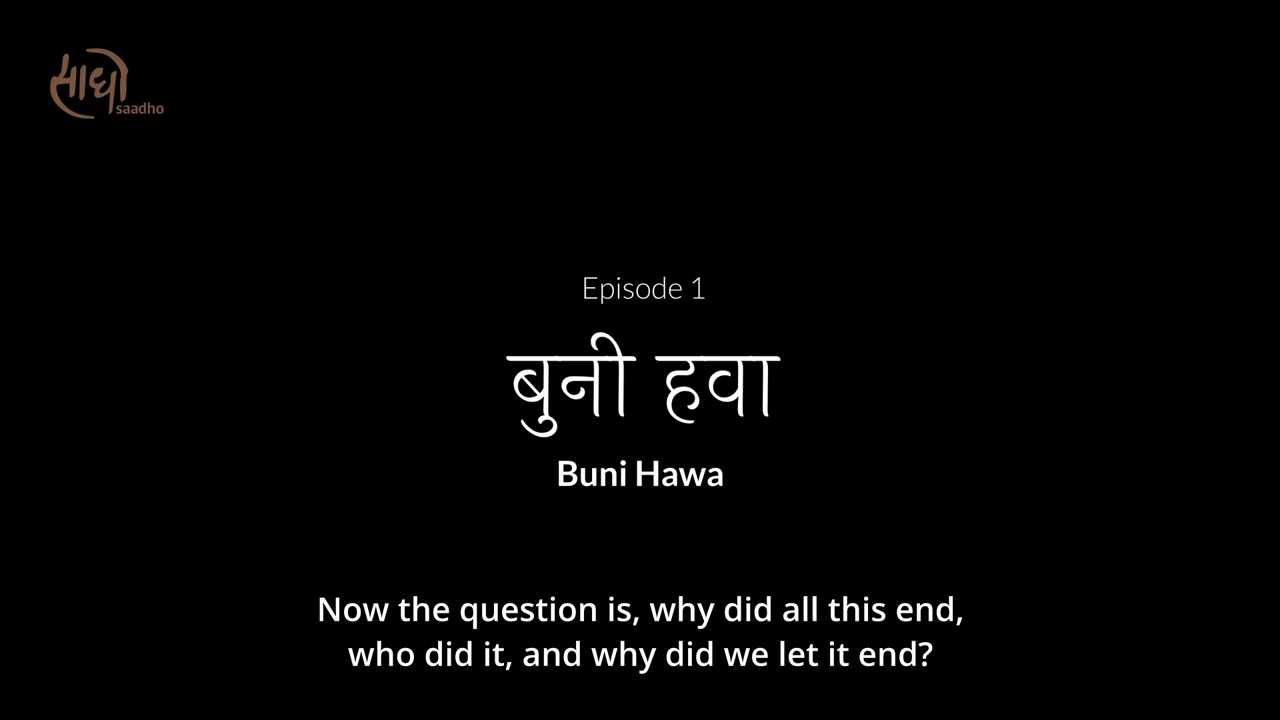 साधो
saadho
Episode 1
बुनी हवा
Buni Hawa
Now the question is, why did all this end,
who did it, and why did we let it end?